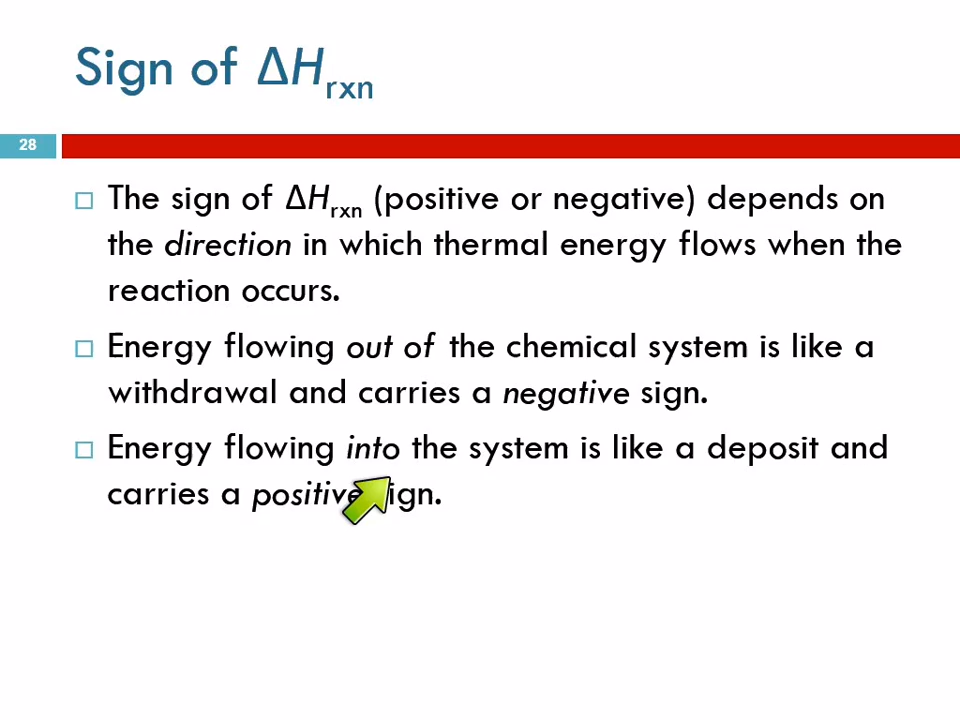 Sign of ΔHrxn
28
The sign of ΔHrxn (positive or negative) depends on
the direction in which thermal energy flows when the
reaction occurs.
Energy flowing out of the chemical system is like a
withdrawal and carries a negative sign.
Energy flowing into the system is like a deposit and
carries a positive sign.